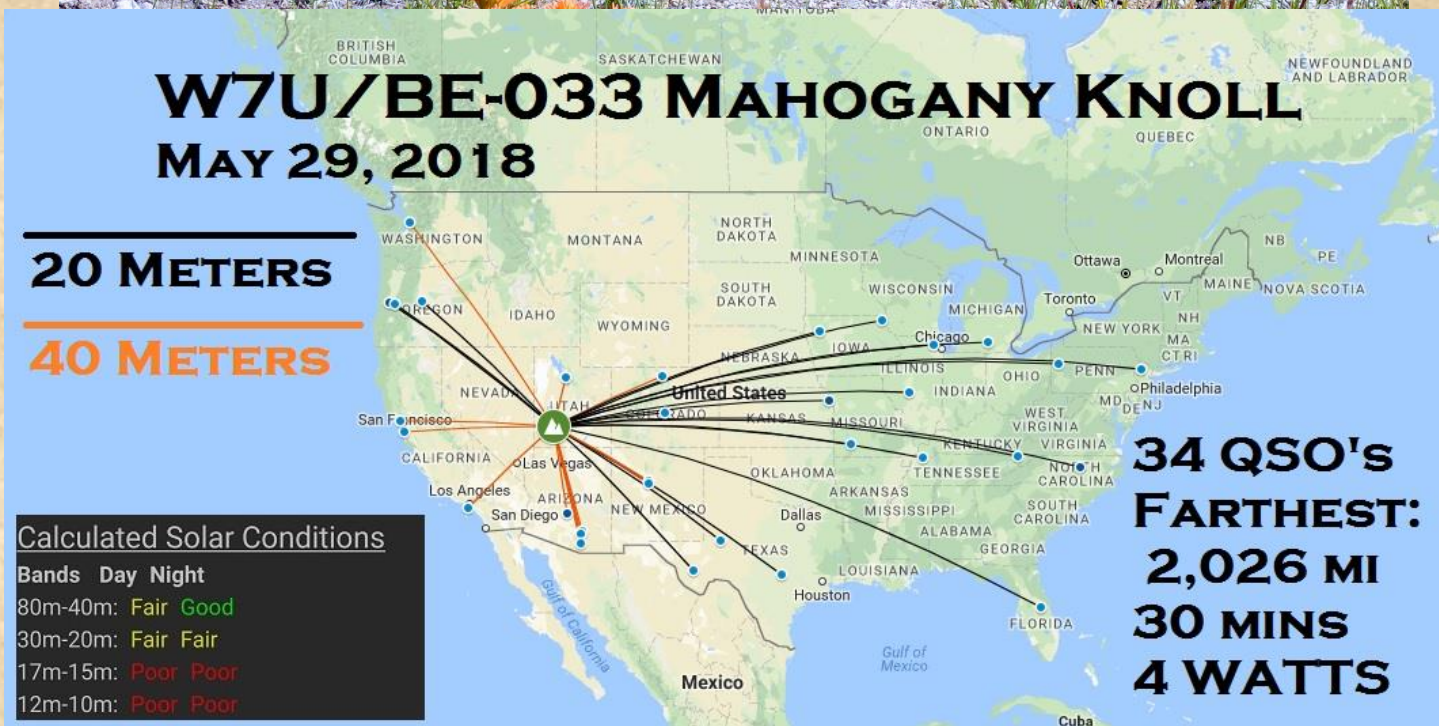 MANITOBA
BRITISH
COLUMBIA
SASKATCHEWAN
NEWFOUNDLAND
AND LABRADOR
W7U/BE-033 MAHOGANY KNOLL
ONTARIO
QUEBEC
MAY 29, 2018
20 METERS
40 METERS
WASHINGTON
MONTANA
NORTH
DAKOTA
MINNESOTA
Ottawa
Montreal
NB
PE
MAINE
NOVA SCOTIA
OREGON
IDAHO
SOUTH
DAKOTA
WISCONSIN
MICHIGAN
Toronto
VT
NH
WYOMING
NEW YORK
MA
CT RI
NEBRASKA
IOWA
Chicago
ILLINOIS
INDIANA
OHIO
PENN
Philadelphia
NEVADA
UTAH
United States
COLORADO
KANSAS
MISSOURI
WEST
VIRGINIA
MD
DE
NJ
San Francisco
KENTUCKY
VIRGINIA
CALIFORNIA
Las Vegas
OKLAHOMA
TENNESSEE
NORTH
CAROLINA
Los Angeles
ARIZONA
NEW MEXICO
ARKANSAS
San Diego
Dallas
MISSISSIPPI
SOUTH
CAROLINA
ALABAMA
TEXAS
GEORGIA
LOUISIANA
Houston
FLORIDA
Gulf of California
Gulf of
Mexico
Mexico
Cuba
34 QSO'S
FARTHEST:
2,026 MI
30 MINS
4 WATTS
Calculated Solar Conditions
Bands Day Night
80m-40m: Fair Good
30m-20m: Fair Fair
17m-15m: Poor Poor
12m-10m: Poor Poor